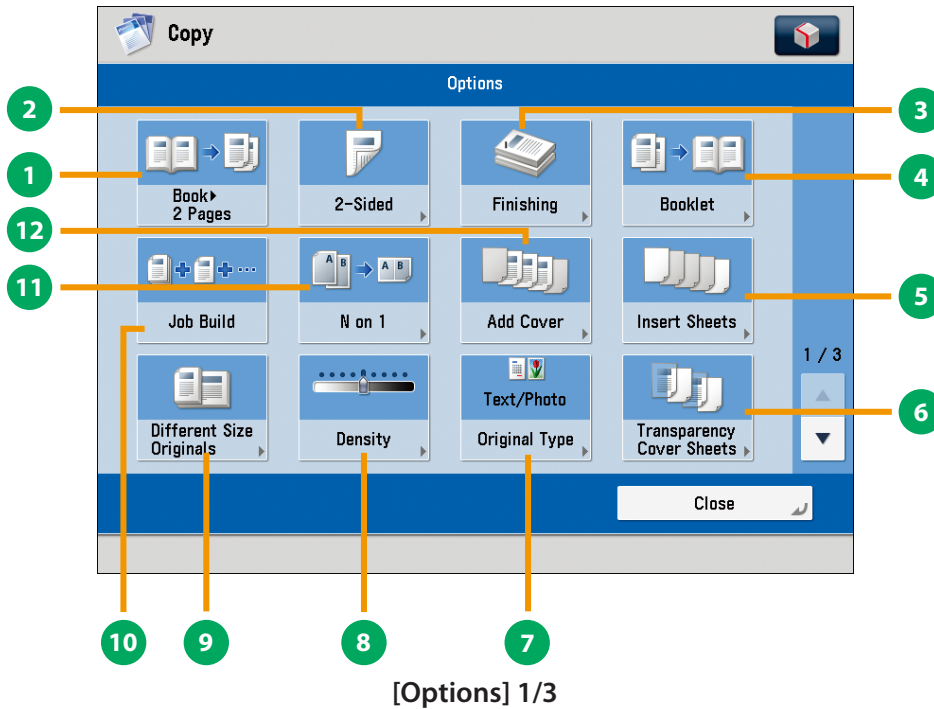 Copy
Options
2
3
1
4
Book▸
2 Pages
2-Sided
Finishing
Booklet
12
11
A B → A B
5
Job Build
N on 1
Add Cover
Insert Sheets
1 / 3
Text/Photo
6
Different Size
Originals
Density
Original Type
Transparency
Cover Sheets
Close
10
9
8
7
[Options] 1/3